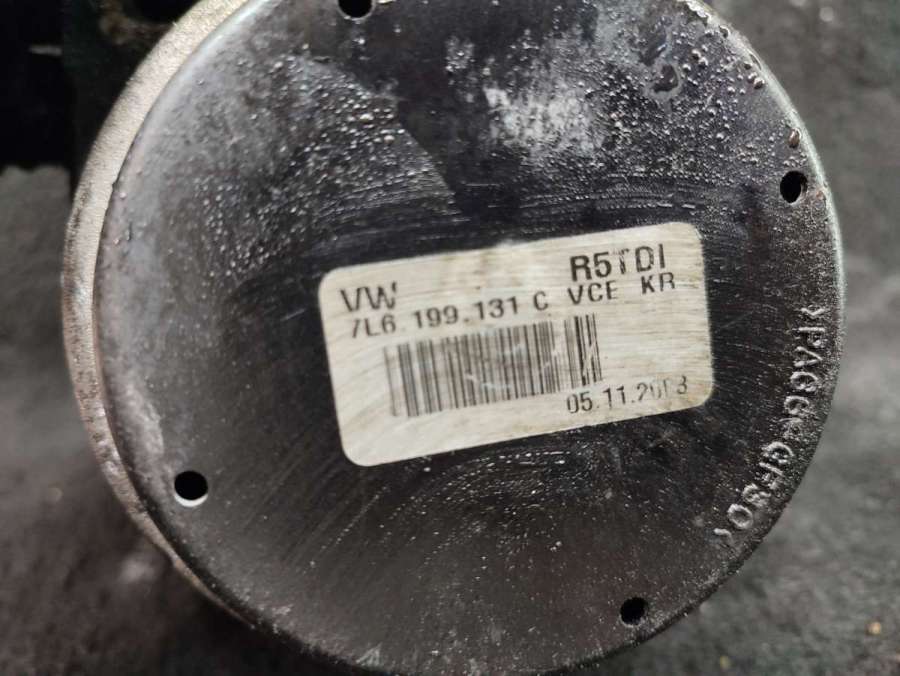 VW R5TDI
7L6 199.131 C VCE KR
05.11.2003